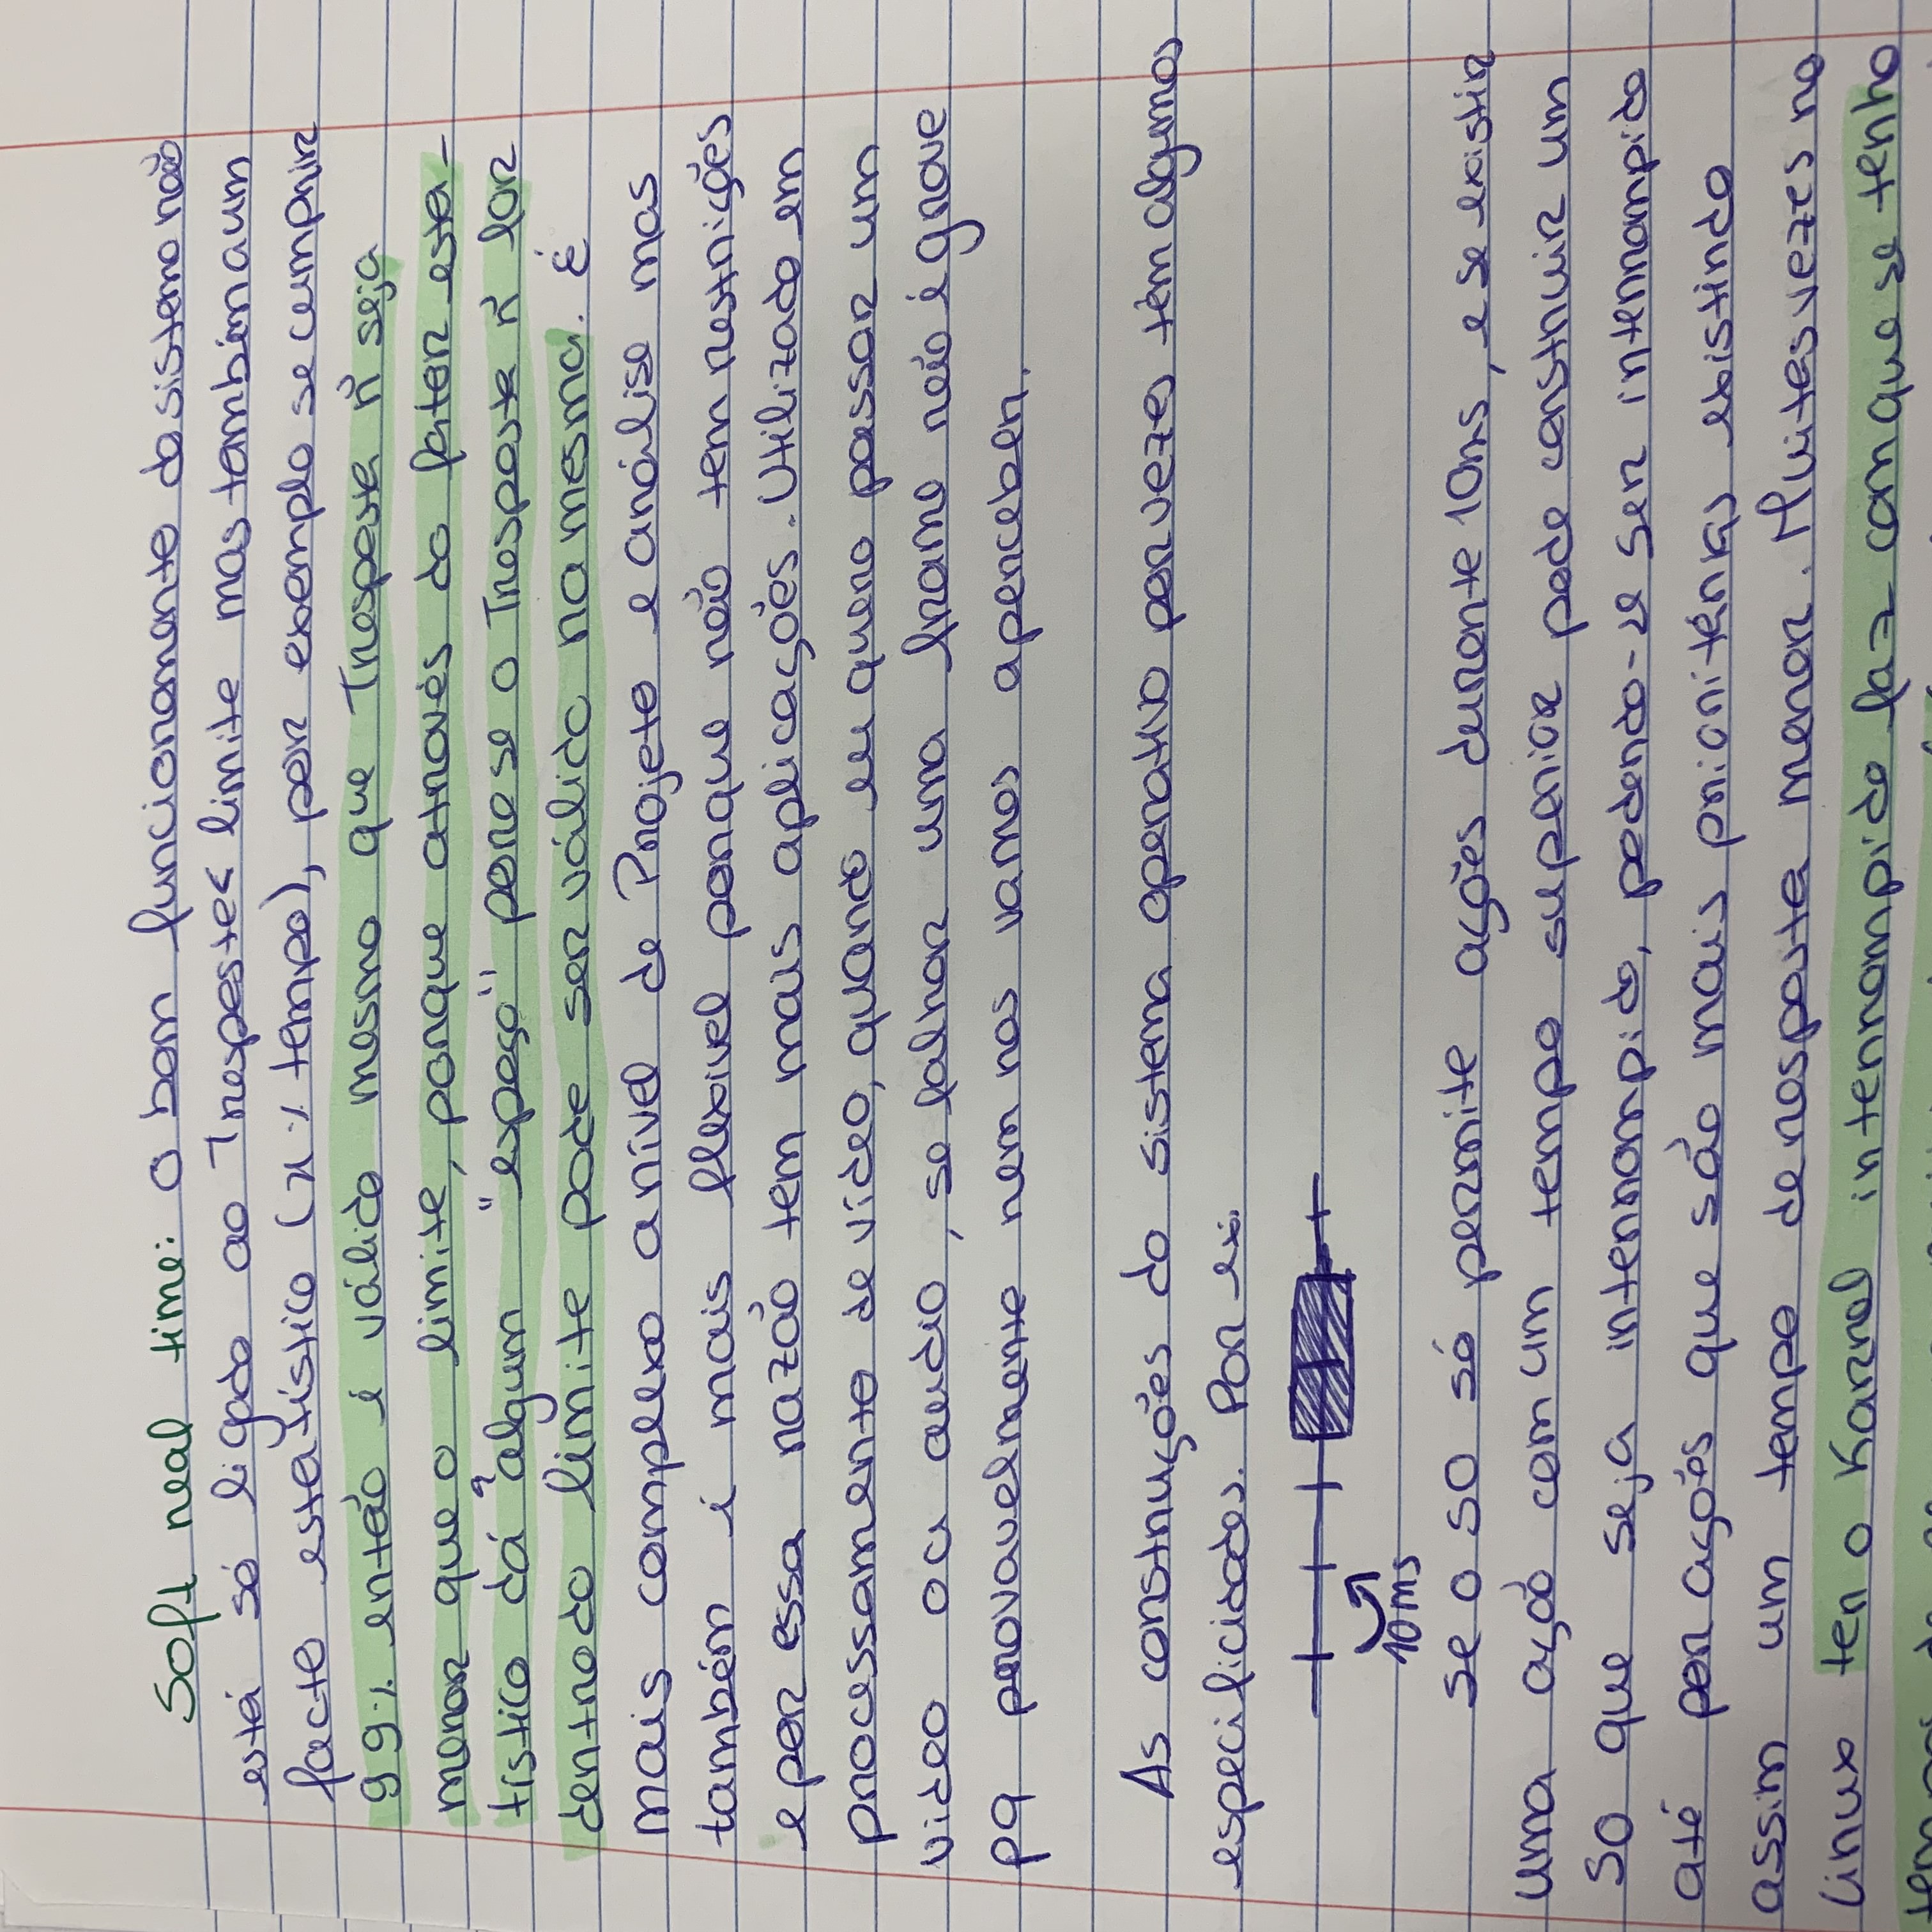 Soft real time: o bom funcionamento do sistema não
está só ligado ao Tresposta < limite mas também a um
facto estatístico (x % tempo), por exemplo se cumprir
99% então é válido mesmo que Tresposta ñ seja
menor que o limite, porque através do fator esta-
tístico dá algum "espaço" para se o Tresposta ñ for
dentro do limite pode ser válido na mesma. É
mais complexo a nível de Projeto e análise mas
também é mais flexivel porque não tem restrições
e por essa razão tem mais aplicações. Utilizado em
processamento de vídeo, quando eu quero passar um
video ou audio, se falhar uma frame não é grave
pq provavelmente nem nos vamos aperceber.
As construções do sistema operativo por vezes têm algumas
especificidades. Por ex:
10 ms
se o SO só permite ações durante 10ms, e se existir
uma ação com um tempo superior pode construir um
SO que seja interrompido, podendo-se ser interrompido
até por ações que são mais prioritárias existindo
assim um tempo de resposta menor. Muitas vezes no
linux ter o Karnel interrompido faz com que se tenha